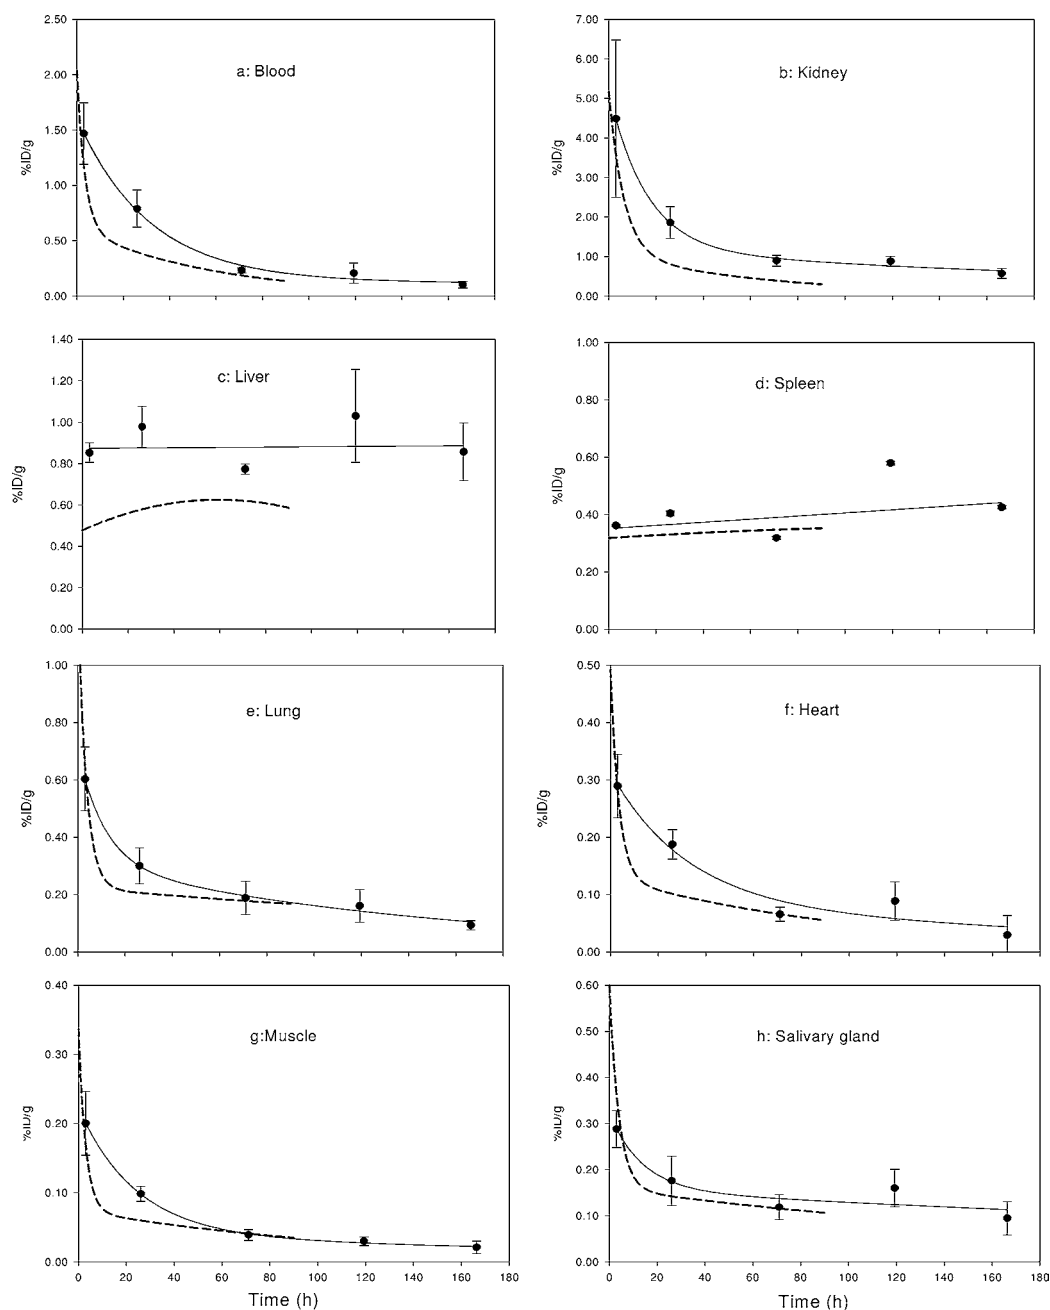 a: Blood
%ID/g
2.50
2.00
1.50
1.00
0.50
0.00
b: Kidney
%ID/g
7.00
6.00
5.00
4.00
3.00
2.00
1.00
0.00
c: Liver
%ID/g
1.40
1.20
1.00
0.80
0.60
0.40
0.20
0.00
d: Spleen
1.00
0.80
0.60
0.40
0.20
0.00
e: Lung
%ID/g
1.00
0.80
0.60
0.40
0.20
0.00
f: Heart
%ID/g
0.50
0.40
0.30
0.20
0.10
0.00
g:Muscle
%ID/g
0.40
0.30
0.20
0.10
0.00
0 20 40 60 80 100 120 140 160 180
Time (h)
h: Salivary gland
%ID/g
0.60
0.50
0.40
0.30
0.20
0.10
0.00
0 20 40 60 80 100 120 140 160 180
Time (h)